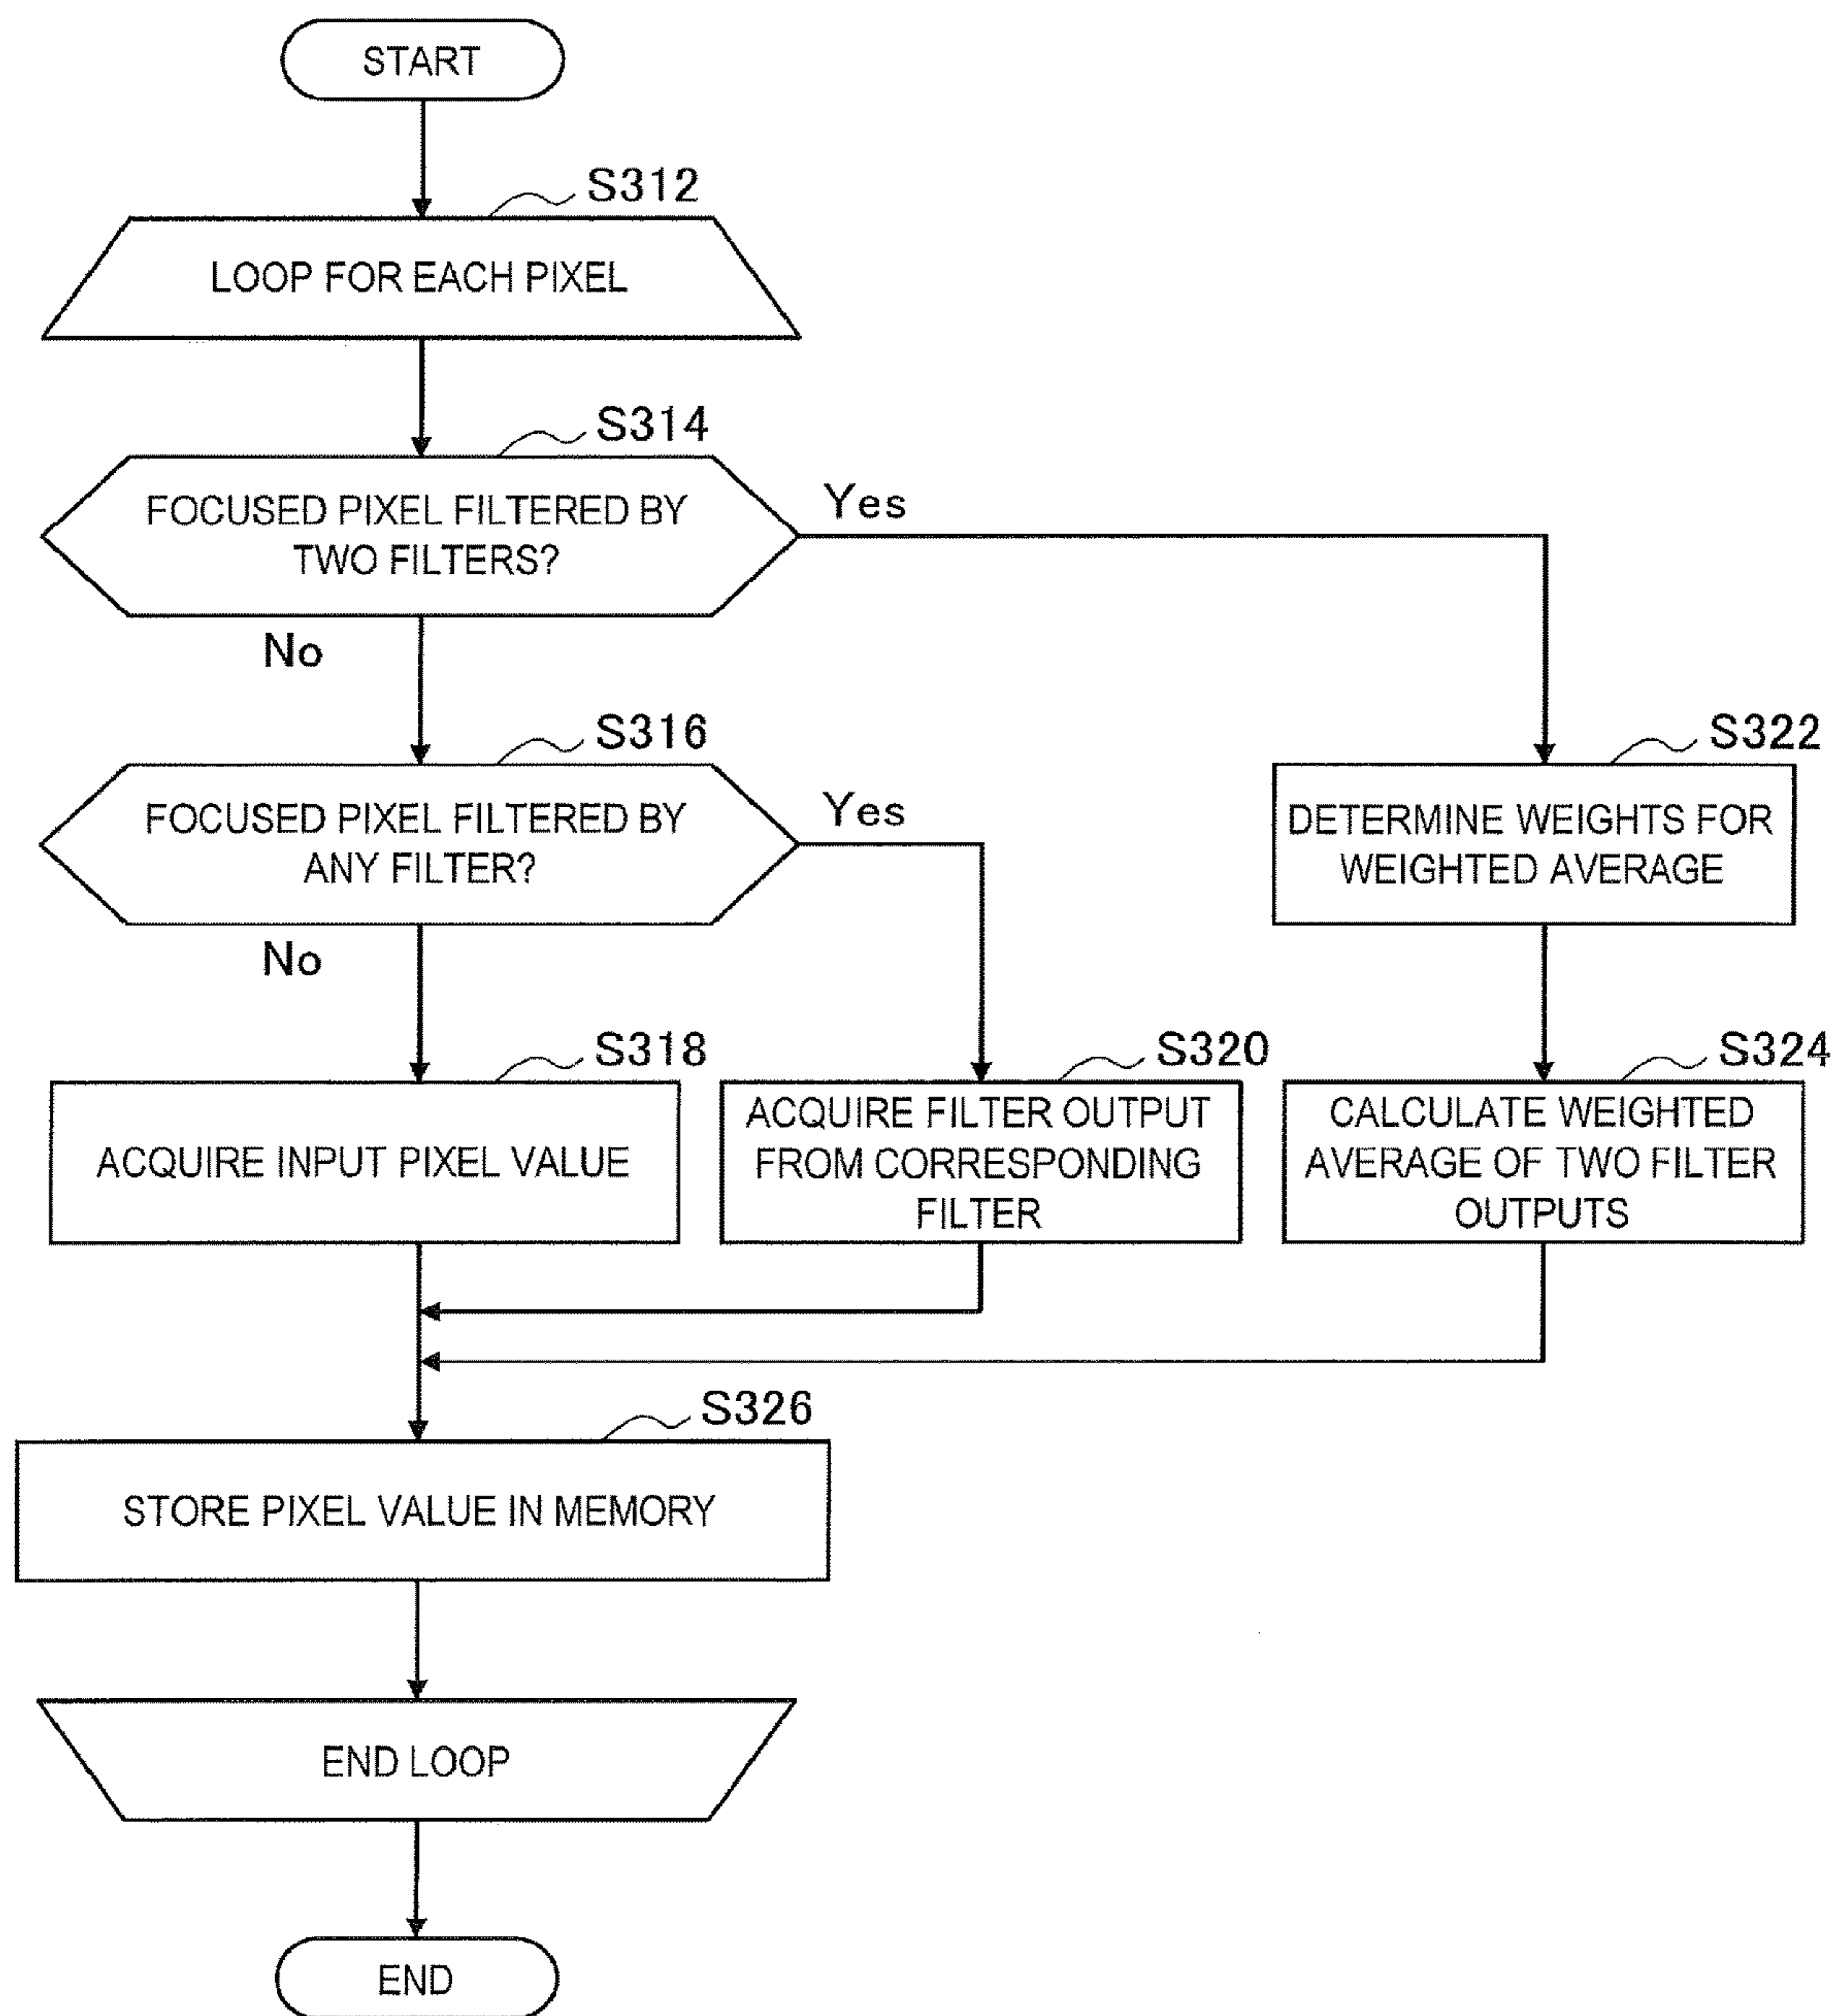 START
S312
LOOP FOR EACH PIXEL
S314
FOCUSED PIXEL FILTERED BY
TWO FILTERS?
Yes
No
S316
FOCUSED PIXEL FILTERED BY
ANY FILTER?
Yes
No
S322
DETERMINE WEIGHTS FOR
WEIGHTED AVERAGE
S318
ACQUIRE INPUT PIXEL VALUE
S320
ACQUIRE FILTER OUTPUT
FROM CORRESPONDING
FILTER
S324
CALCULATE WEIGHTED
AVERAGE OF TWO FILTER
OUTPUTS
S326
STORE PIXEL VALUE IN MEMORY
END LOOP
END